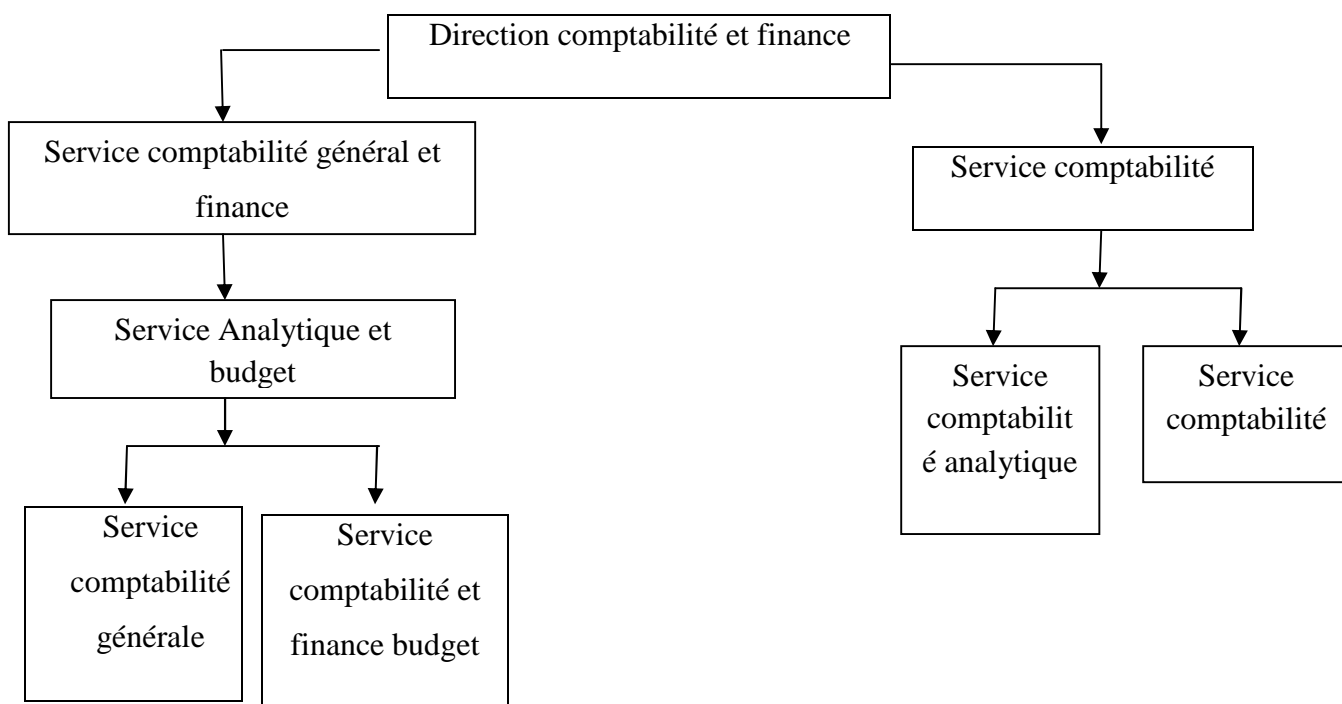 Direction comptabilité et finance
Service comptabilité général et
finance
Service comptabilité
Service Analytique et
budget
Service
comptabilit
é analytique
Service
comptabilité
Service
comptabilité
générale
Service
comptabilité et
finance budget